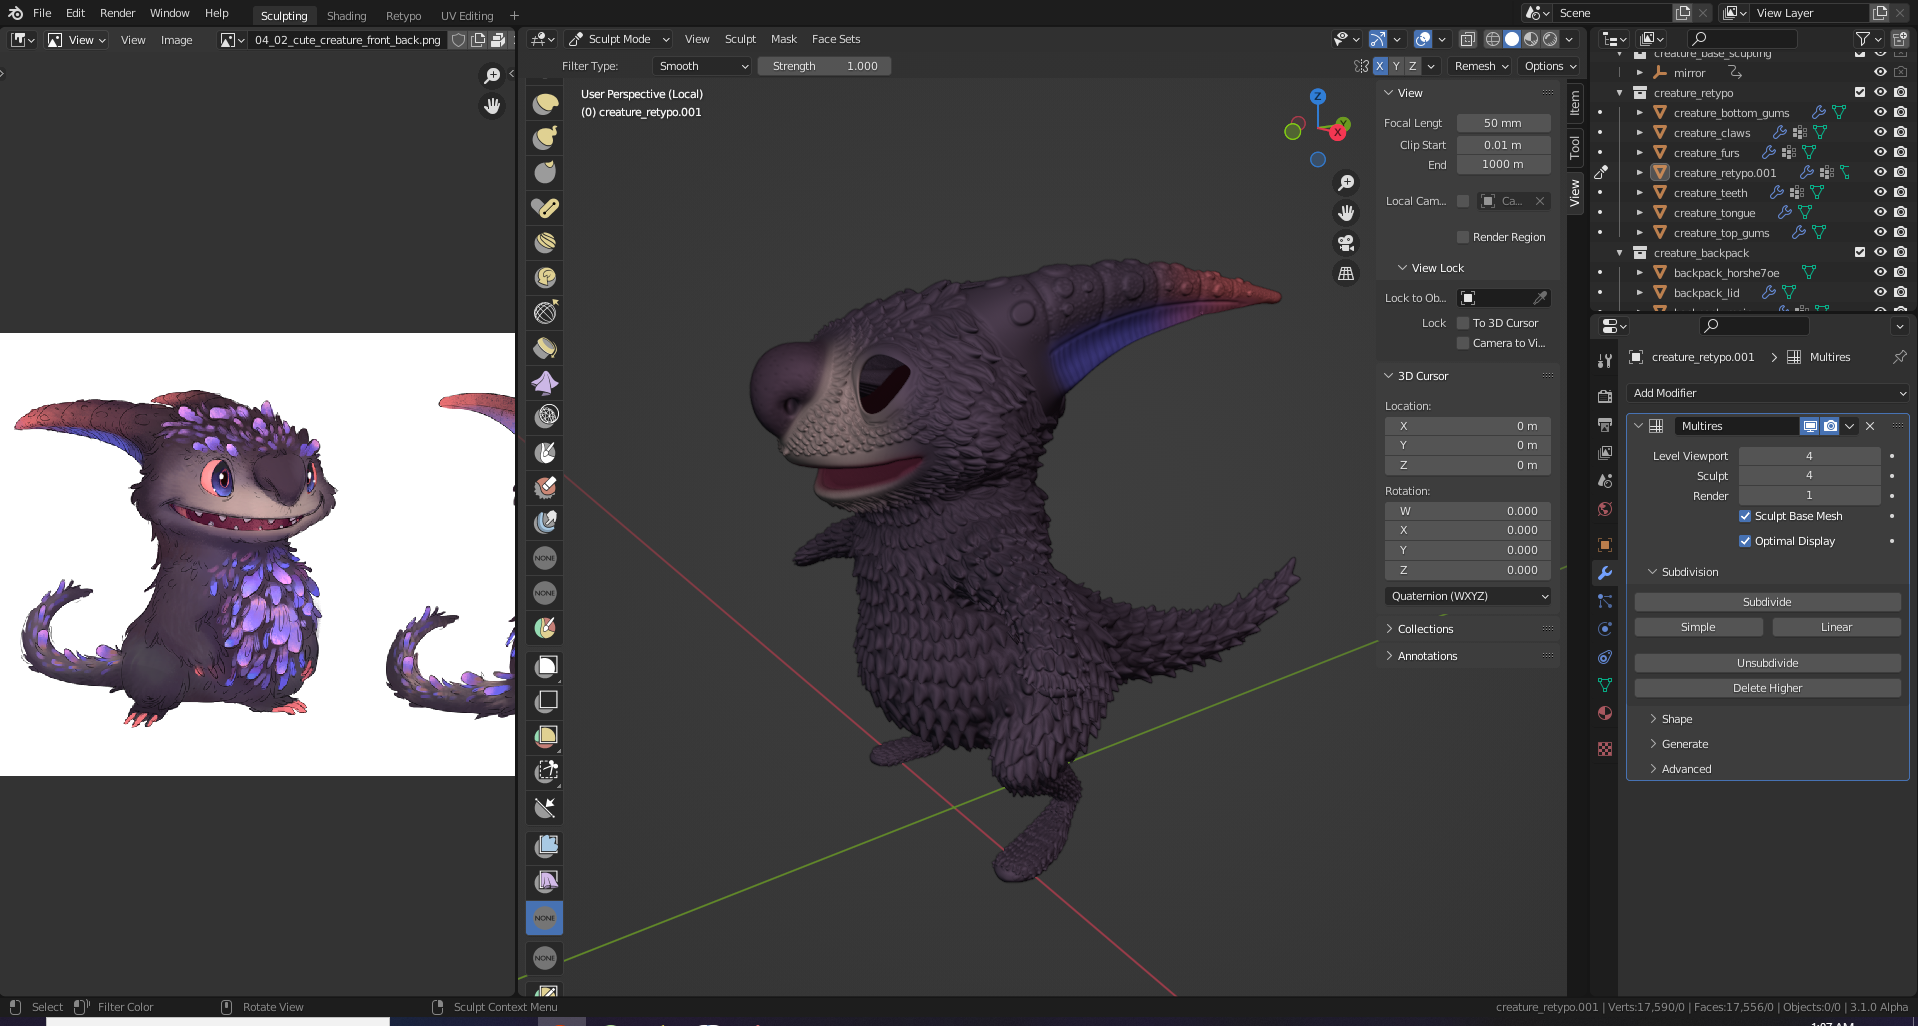 File Edit Render Window Help Sculpting Shading Retypo UV Editing + Scene View Layer
View View Image 04_02_cute_creature_front_back.png
Sculpt Mode View Sculpt Mask Face Sets
Filter Type: Smooth Strength 1.000 X Y Z Remesh Options
User Perspective (Local)
(0) creature_retypo.001
Z
Y
X
NONE
NONE
NONE
NONE
View
Focal Lengt 50 mm
Clip Start 0.01 m
End 1000 m
Local Cam... Ca...
Render Region
View Lock
Lock to Ob...
Lock To 3D Cursor
Camera to Vi...
3D Cursor
Location:
X 0 m
Y 0 m
Z 0 m
Rotation:
W 0.000
X 0.000
Y 0.000
Z 0.000
Quaternion (WXYZ)
Collections
Annotations
Item
Tool
View
creature_base_sculpting
mirror
creature_retypo
creature_bottom_gums
creature_claws
creature_furs
creature_retypo.001
creature_teeth
creature_tongue
creature_top_gums
creature_backpack
backpack_horshe7oe
backpack_lid
creature_retypo.001 > Multires
Add Modifier
Multires
Level Viewport 4
Sculpt 4
Render 1
Sculpt Base Mesh
Optimal Display
Subdivision
Subdivide
Simple Linear
Unsubdivide
Delete Higher
Shape
Generate
Advanced
Select Filter Color Rotate View Sculpt Context Menu
creature_retypo.001 | Verts:17,590/0 | Faces:17,556/0 | Objects:0/0 | 3.1.0 Alpha